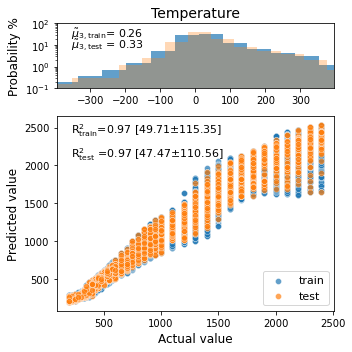 Temperature
Probability %
10²
10¹
10⁰
10⁻¹
μ̃₃,train= 0.26
μ̃₃,test = 0.33
−300 −200 −100 0 100 200 300
Predicted value
2500
2000
1500
1000
500
R²train=0.97 [49.71±115.35]
R²test =0.97 [47.47±110.56]
train
test
500 1000 1500 2000 2500
Actual value